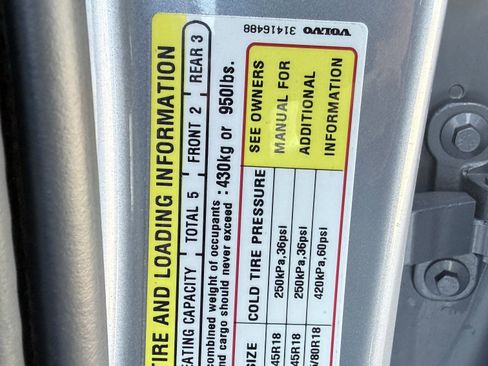 VOLVO 31416488
TIRE AND LOADING INFORMATION
SEATING CAPACITY TOTAL 5 FRONT 2 REAR 3
combined weight of occupants
and cargo should never exceed : 430kg or 950lbs.
SIZE COLD TIRE PRESSURE
45R18 250kPa,36psi
45R18 250kPa,36psi
/80R18 420kPa,60psi
SEE OWNERS
MANUAL FOR
ADDITIONAL
INFORMATION